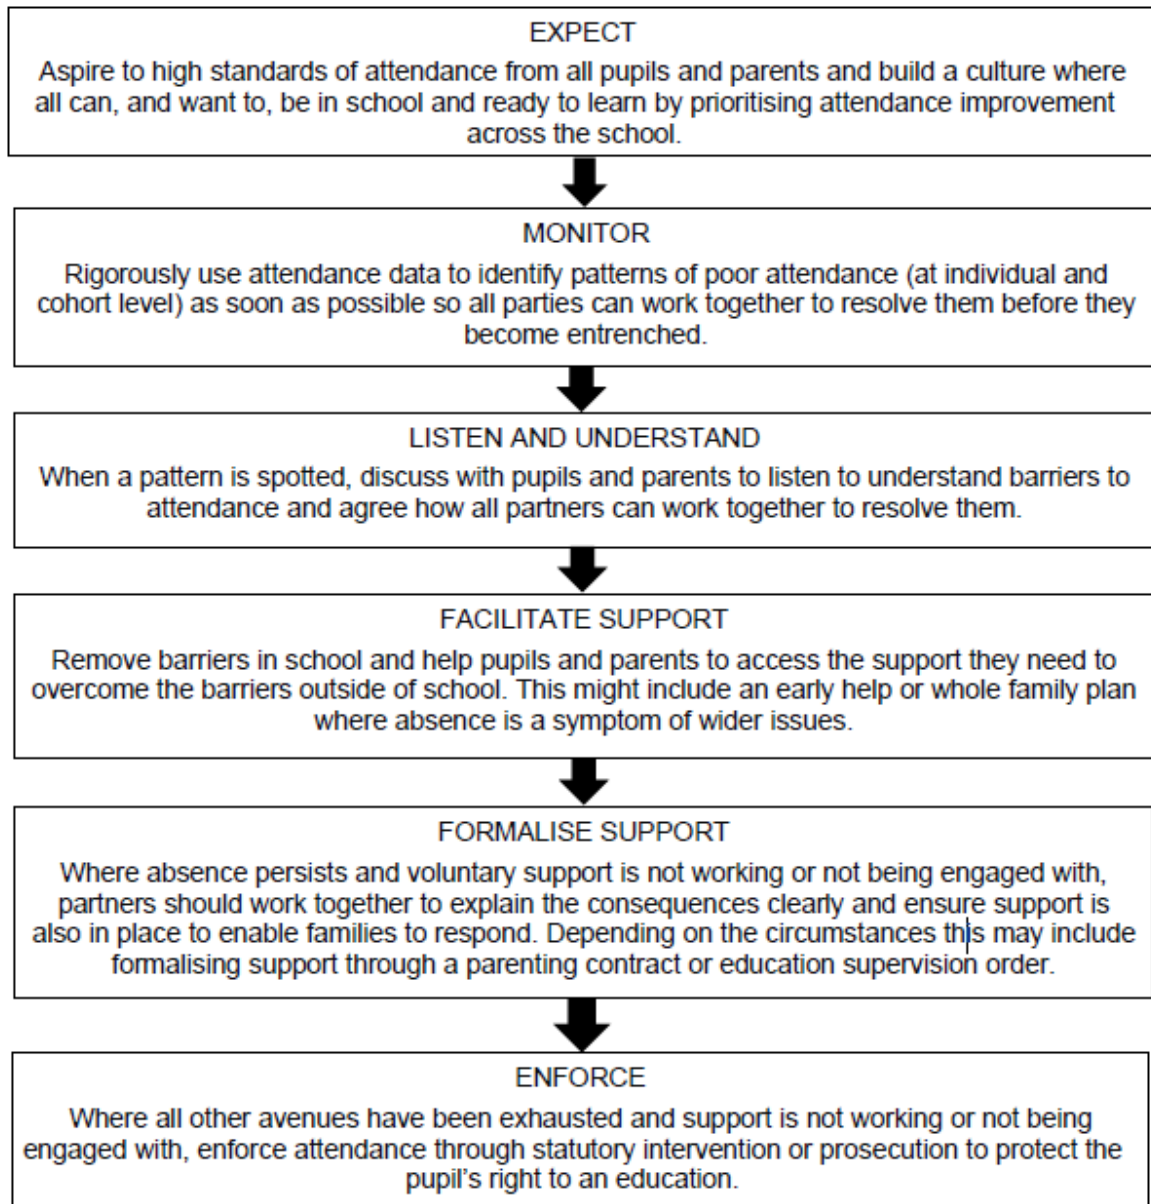 EXPECT
Aspire to high standards of attendance from all pupils and parents and build a culture where
all can, and want to, be in school and ready to learn by prioritising attendance improvement
across the school.
MONITOR
Rigorously use attendance data to identify patterns of poor attendance (at individual and
cohort level) as soon as possible so all parties can work together to resolve them before they
become entrenched.
LISTEN AND UNDERSTAND
When a pattern is spotted, discuss with pupils and parents to listen to understand barriers to
attendance and agree how all partners can work together to resolve them.
FACILITATE SUPPORT
Remove barriers in school and help pupils and parents to access the support they need to
overcome the barriers outside of school. This might include an early help or whole family plan
where absence is a symptom of wider issues.
FORMALISE SUPPORT
Where absence persists and voluntary support is not working or not being engaged with,
partners should work together to explain the consequences clearly and ensure support is
also in place to enable families to respond. Depending on the circumstances this may include
formalising support through a parenting contract or education supervision order.
ENFORCE
Where all other avenues have been exhausted and support is not working or not being
engaged with, enforce attendance through statutory intervention or prosecution to protect the
pupil's right to an education.